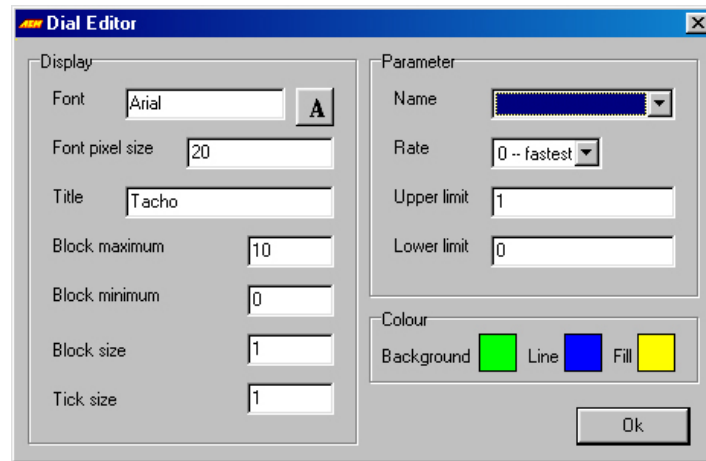 AEM Dial Editor
Display
Font Arial A
Font pixel size 20
Title Tacho
Block maximum 10
Block minimum 0
Block size 1
Tick size 1
Parameter
Name
Rate 0 -- fastest
Upper limit 1
Lower limit 0
Colour
Background Line Fill
Ok